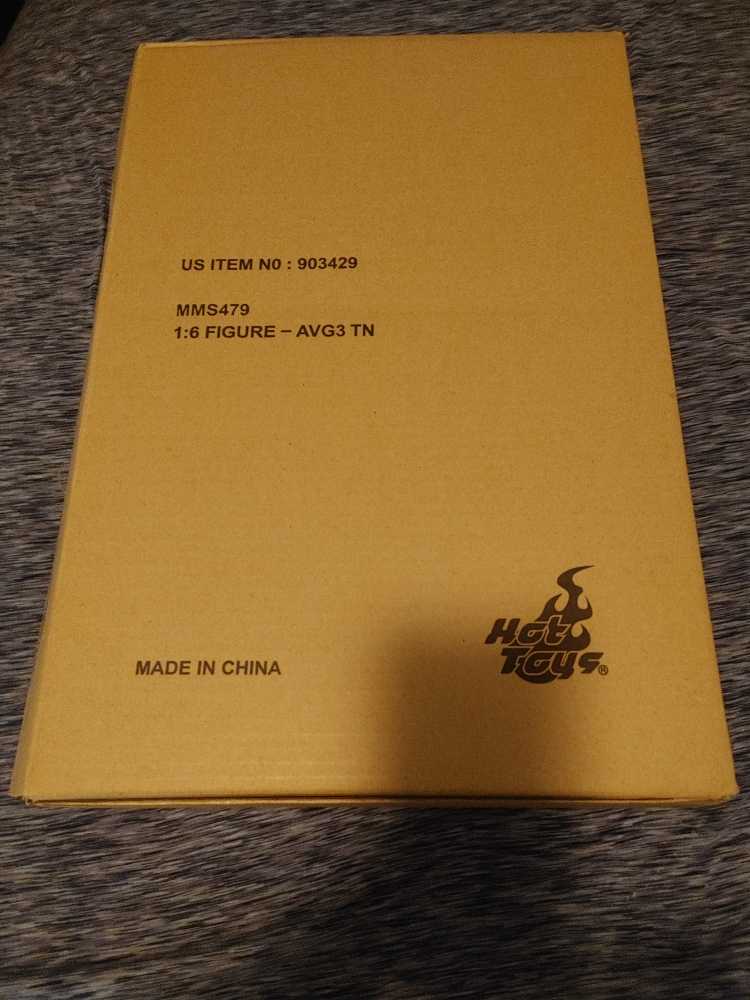 US ITEM N0 : 903429
MMS479
1:6 FIGURE – AVG3 TN
Hot
Toys®
MADE IN CHINA